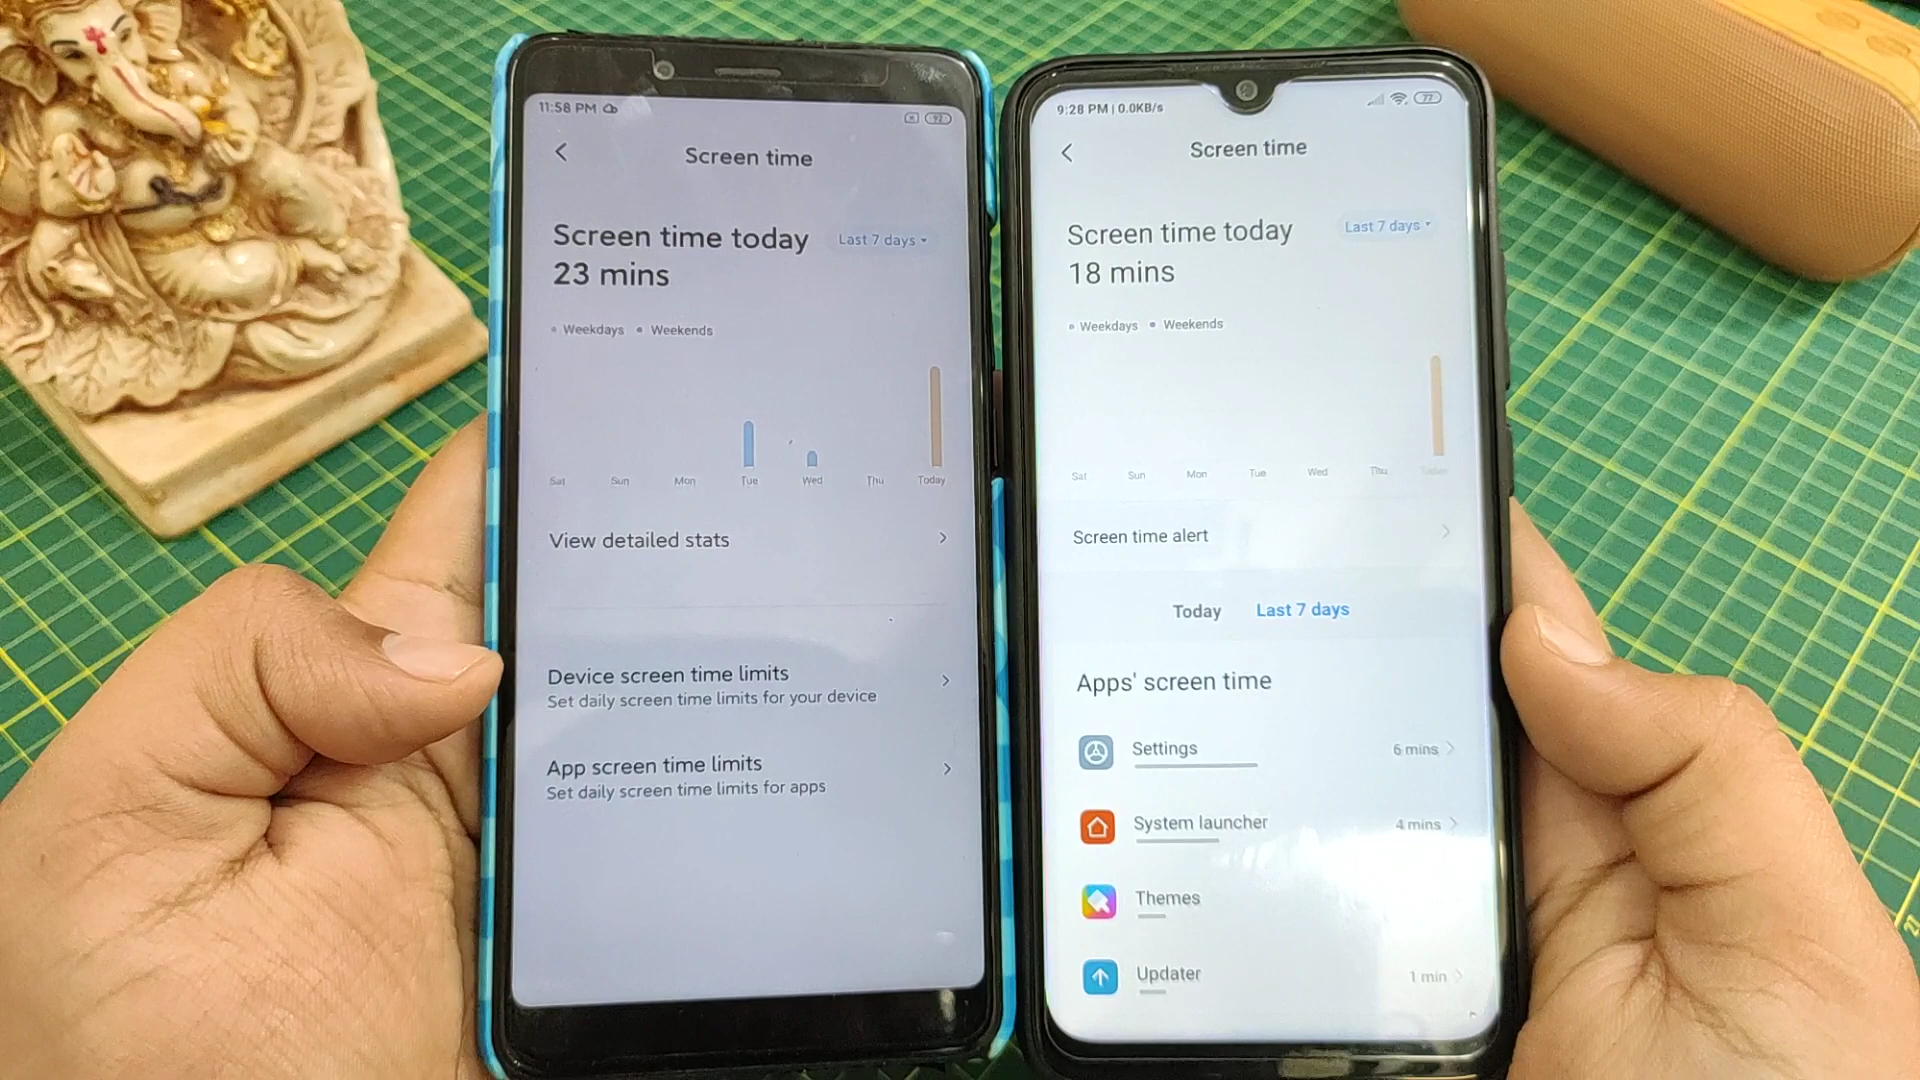 11:58 PM
92
Screen time
Screen time today
Last 7 days
23 mins
Weekdays
Weekends
Sat
Sun
Mon
Tue
Wed
Thu
Today
View detailed stats
Device screen time limits
Set daily screen time limits for your device
App screen time limits
Set daily screen time limits for apps
9:28 PM | 0.0KB/s
77
Screen time
Screen time today
Last 7 days
18 mins
Weekdays
Weekends
Sat
Sun
Mon
Tue
Wed
Thu
Today
Screen time alert
Today
Last 7 days
Apps' screen time
Settings
6 mins
System launcher
4 mins
Themes
Updater
1 min